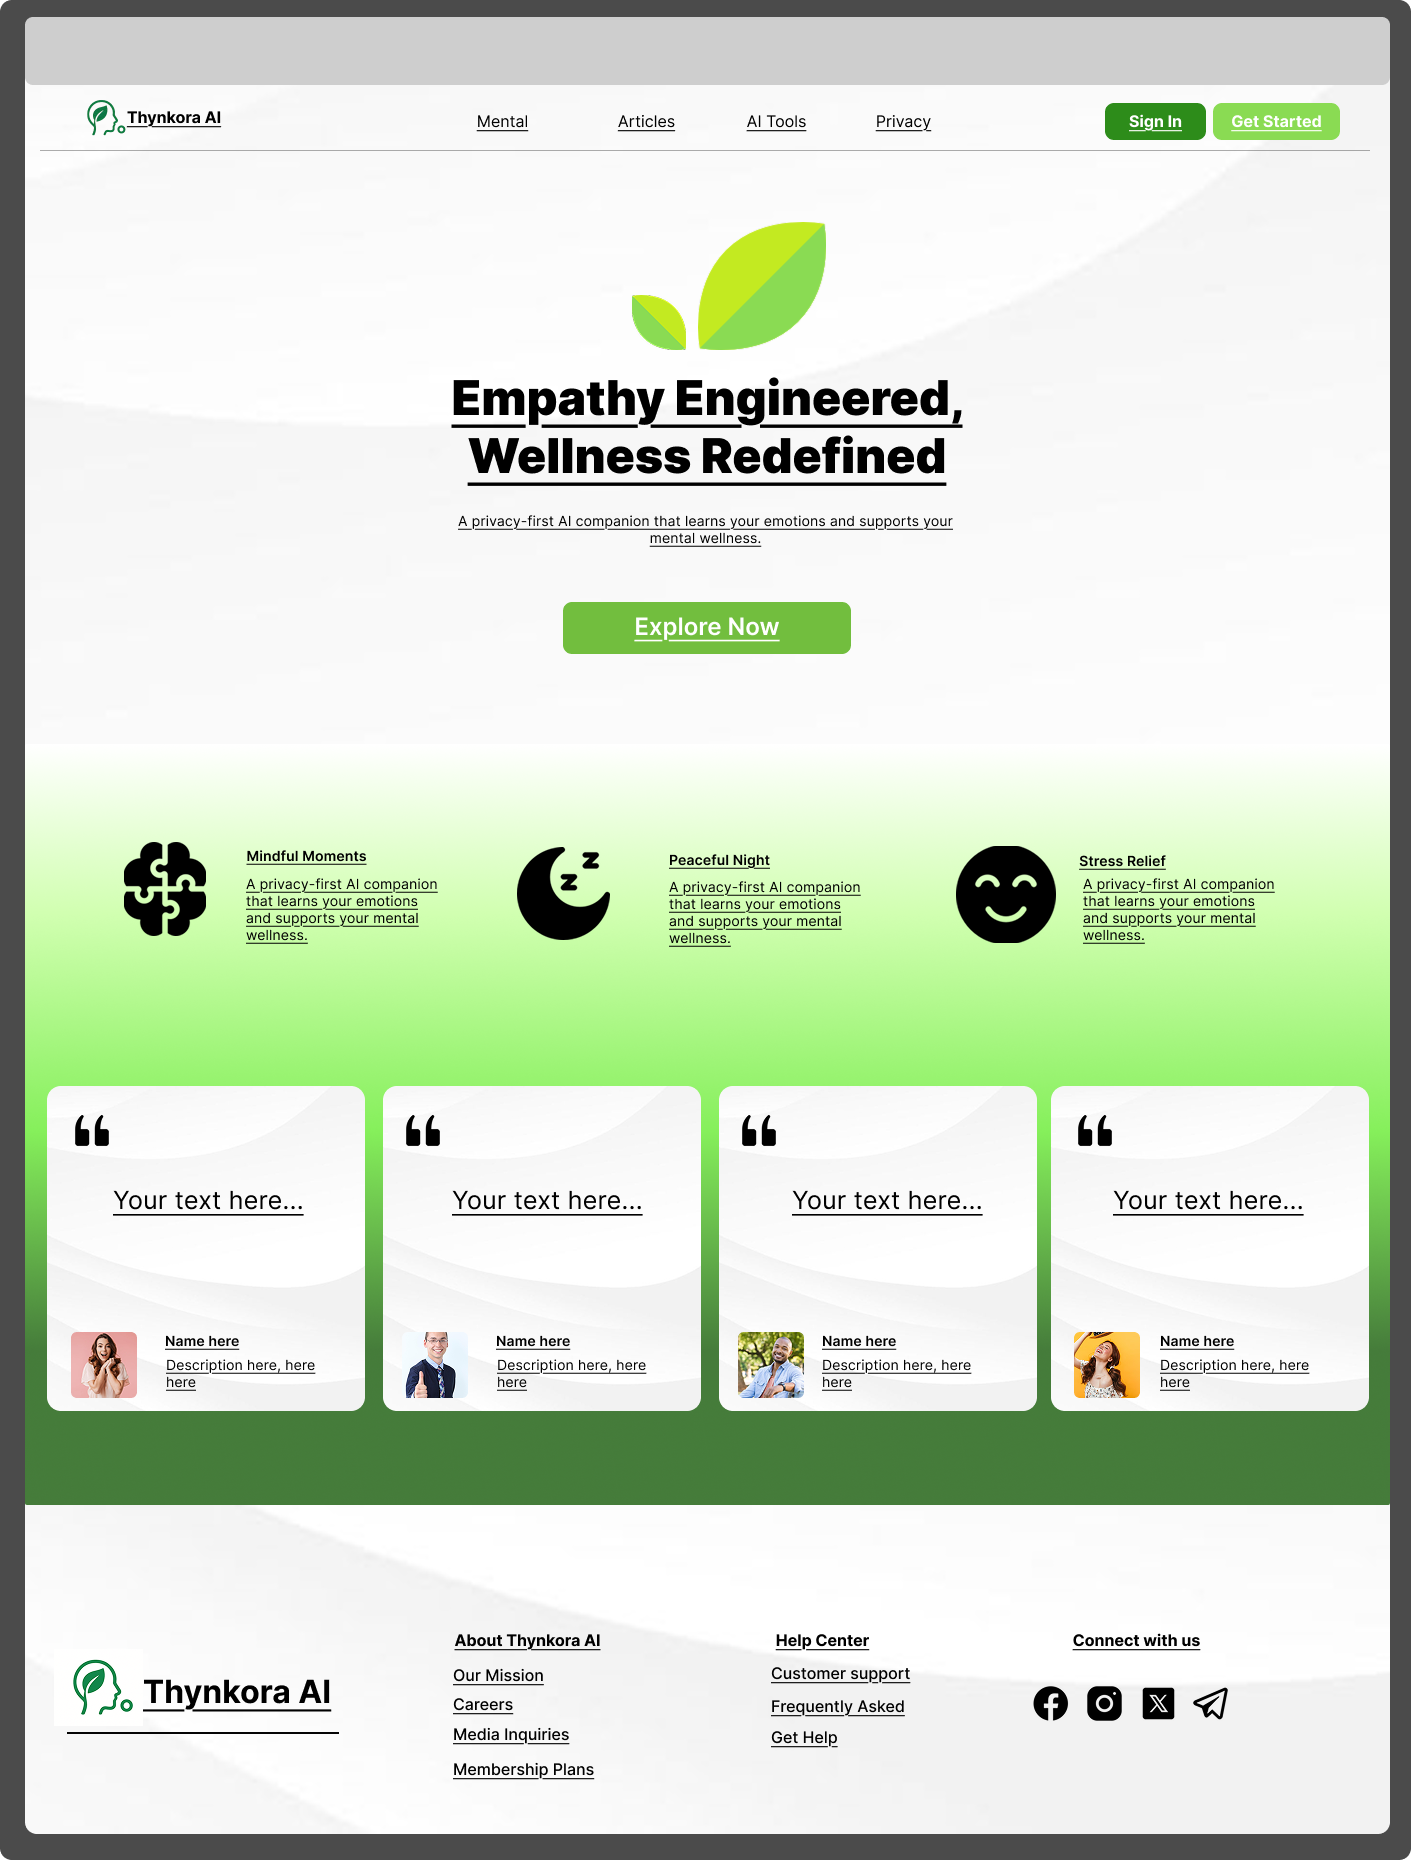 Thynkora AI
Mental
Articles
AI Tools
Privacy
Sign In
Get Started
Empathy Engineered,
Wellness Redefined
A privacy-first AI companion that learns your emotions and supports your
mental wellness.
Explore Now
Mindful Moments
A privacy-first AI companion
that learns your emotions
and supports your mental
wellness.
Peaceful Night
A privacy-first AI companion
that learns your emotions
and supports your mental
wellness.
Stress Relief
A privacy-first AI companion
that learns your emotions
and supports your mental
wellness.
Your text here...
Name here
Description here, here
here
Your text here...
Name here
Description here, here
here
Your text here...
Name here
Description here, here
here
Your text here...
Name here
Description here, here
here
Thynkora AI
About Thynkora AI
Our Mission
Careers
Media Inquiries
Membership Plans
Help Center
Customer support
Frequently Asked
Get Help
Connect with us